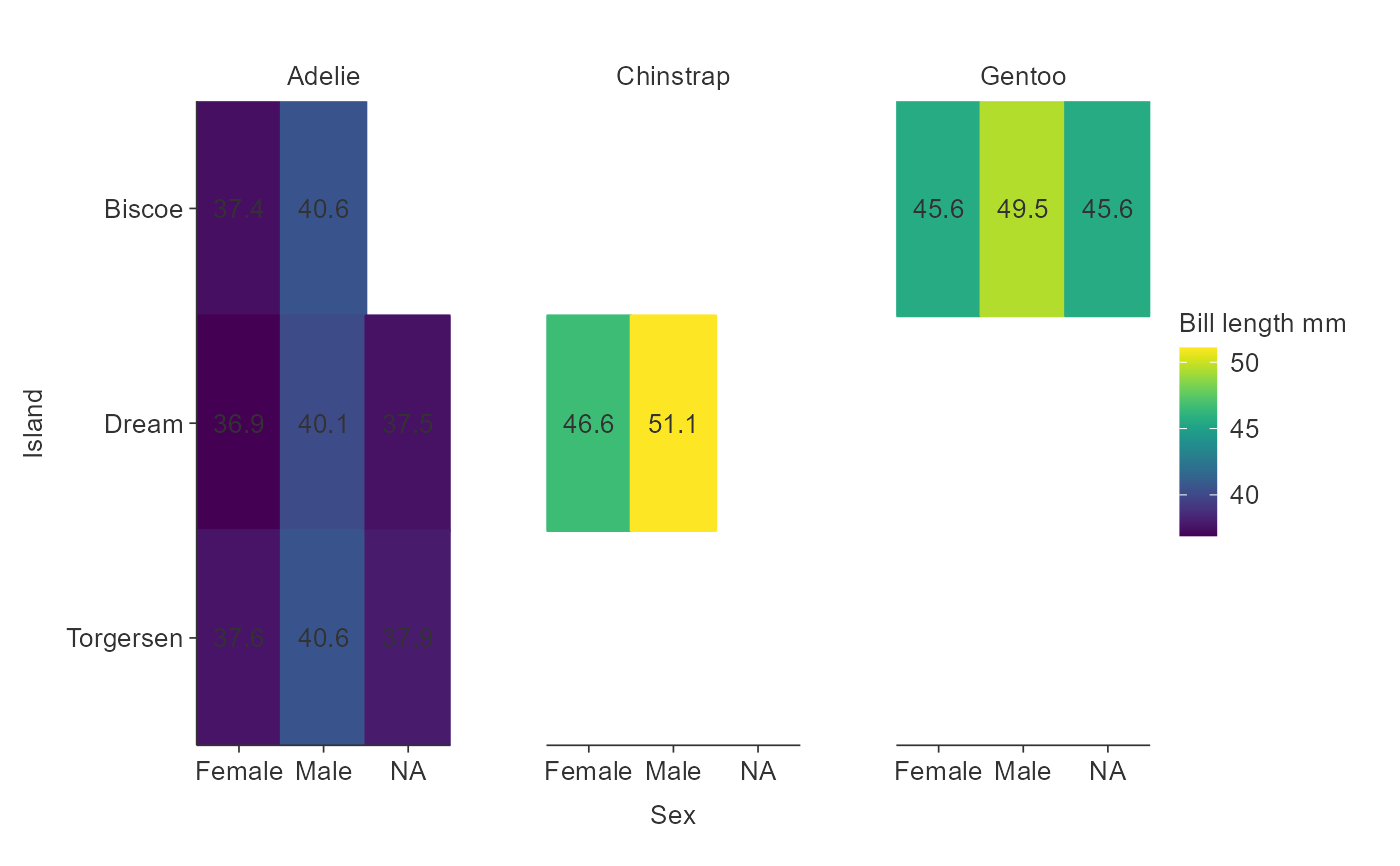 Adelie Chinstrap Gentoo
Biscoe 37.4 40.6 45.6 49.5 45.6
Bill length mm
50
45
40
Island
Dream 36.9 40.1 37.5 46.6 51.1
Torgersen 37.6 40.6 37.9
Female Male NA Female Male NA Female Male NA
Sex